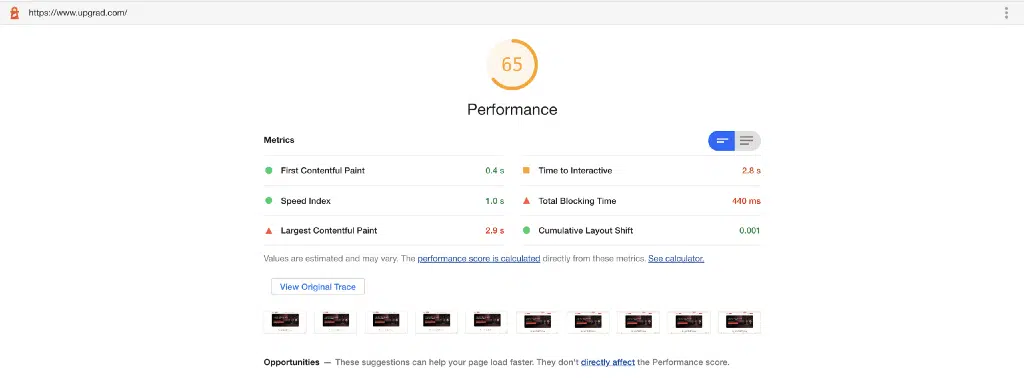 https://www.upgrad.com/
65
Performance
Metrics
First Contentful Paint 0.4 s
Time to Interactive 2.8 s
Speed Index 1.0 s
Total Blocking Time 440 ms
Largest Contentful Paint 2.9 s
Cumulative Layout Shift 0.001
Values are estimated and may vary. The performance score is calculated directly from these metrics. See calculator.
View Original Trace
Opportunities — These suggestions can help your page load faster. They don't directly affect the Performance score.